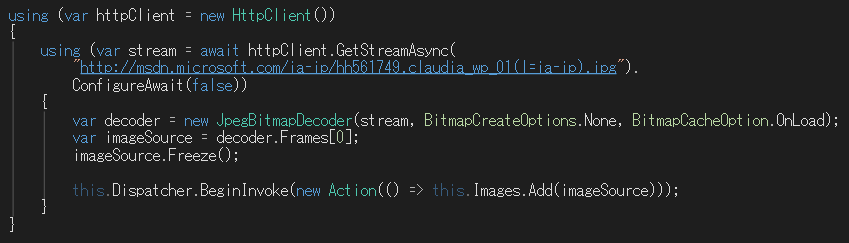 using (var httpClient = new HttpClient())
{
using (var stream = await httpClient.GetStreamAsync(
"http://msdn.microsoft.com/ja-jp/hh561749.claudia_wp_01(l=ja-jp).jpg").
ConfigureAwait(false))
{
var decoder = new JpegBitmapDecoder(stream, BitmapCreateOptions.None, BitmapCacheOption.OnLoad);
var imageSource = decoder.Frames[0];
imageSource.Freeze();
this.Dispatcher.BeginInvoke(new Action(() => this.Images.Add(imageSource)));
}
}